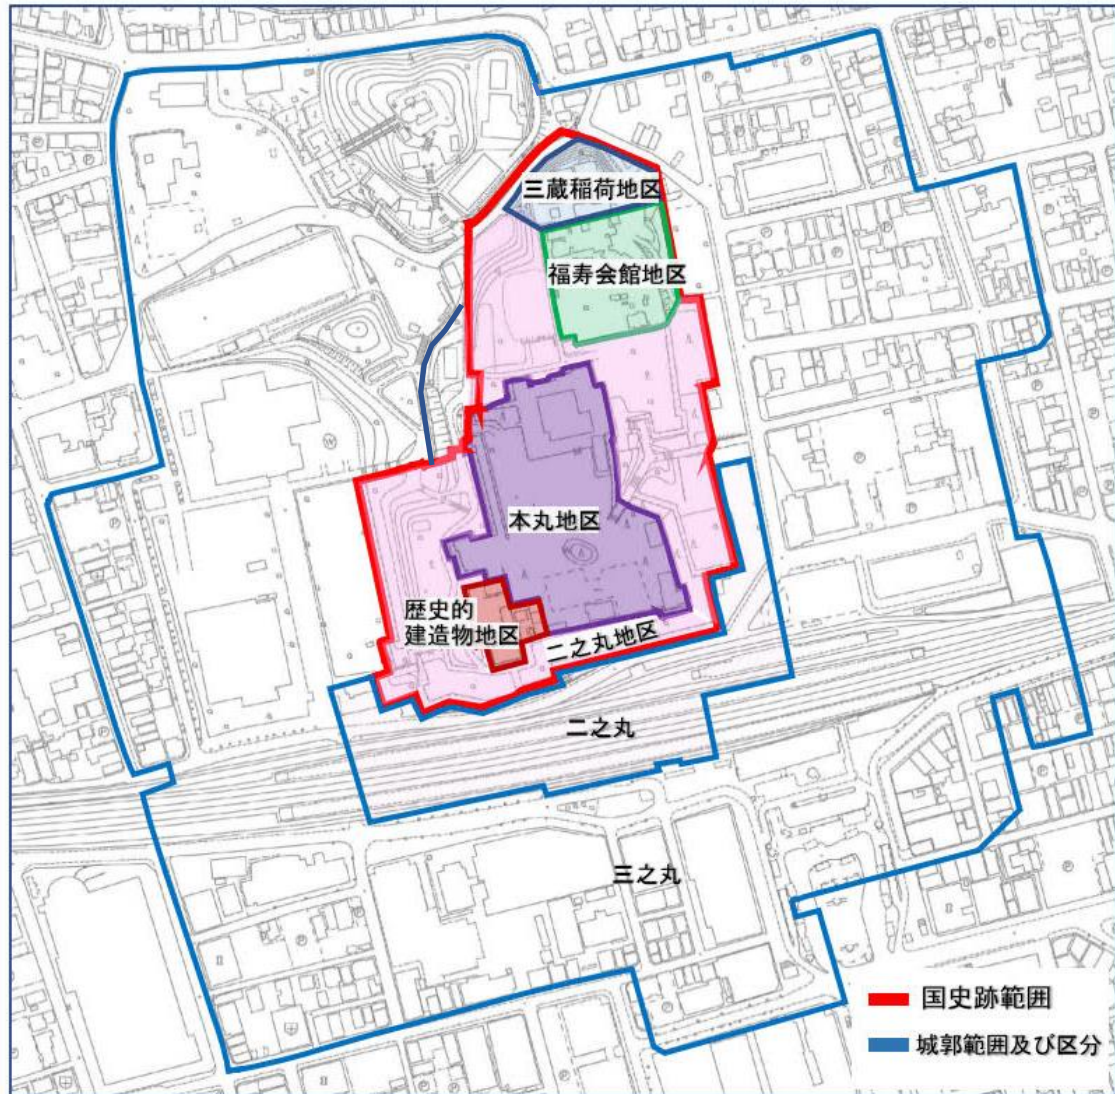 三蔵稲荷地区
福寿会館地区
本丸地区
歴史的
建造物地区
二之丸地区
二之丸
三之丸
国史跡範囲
城郭範囲及び区分